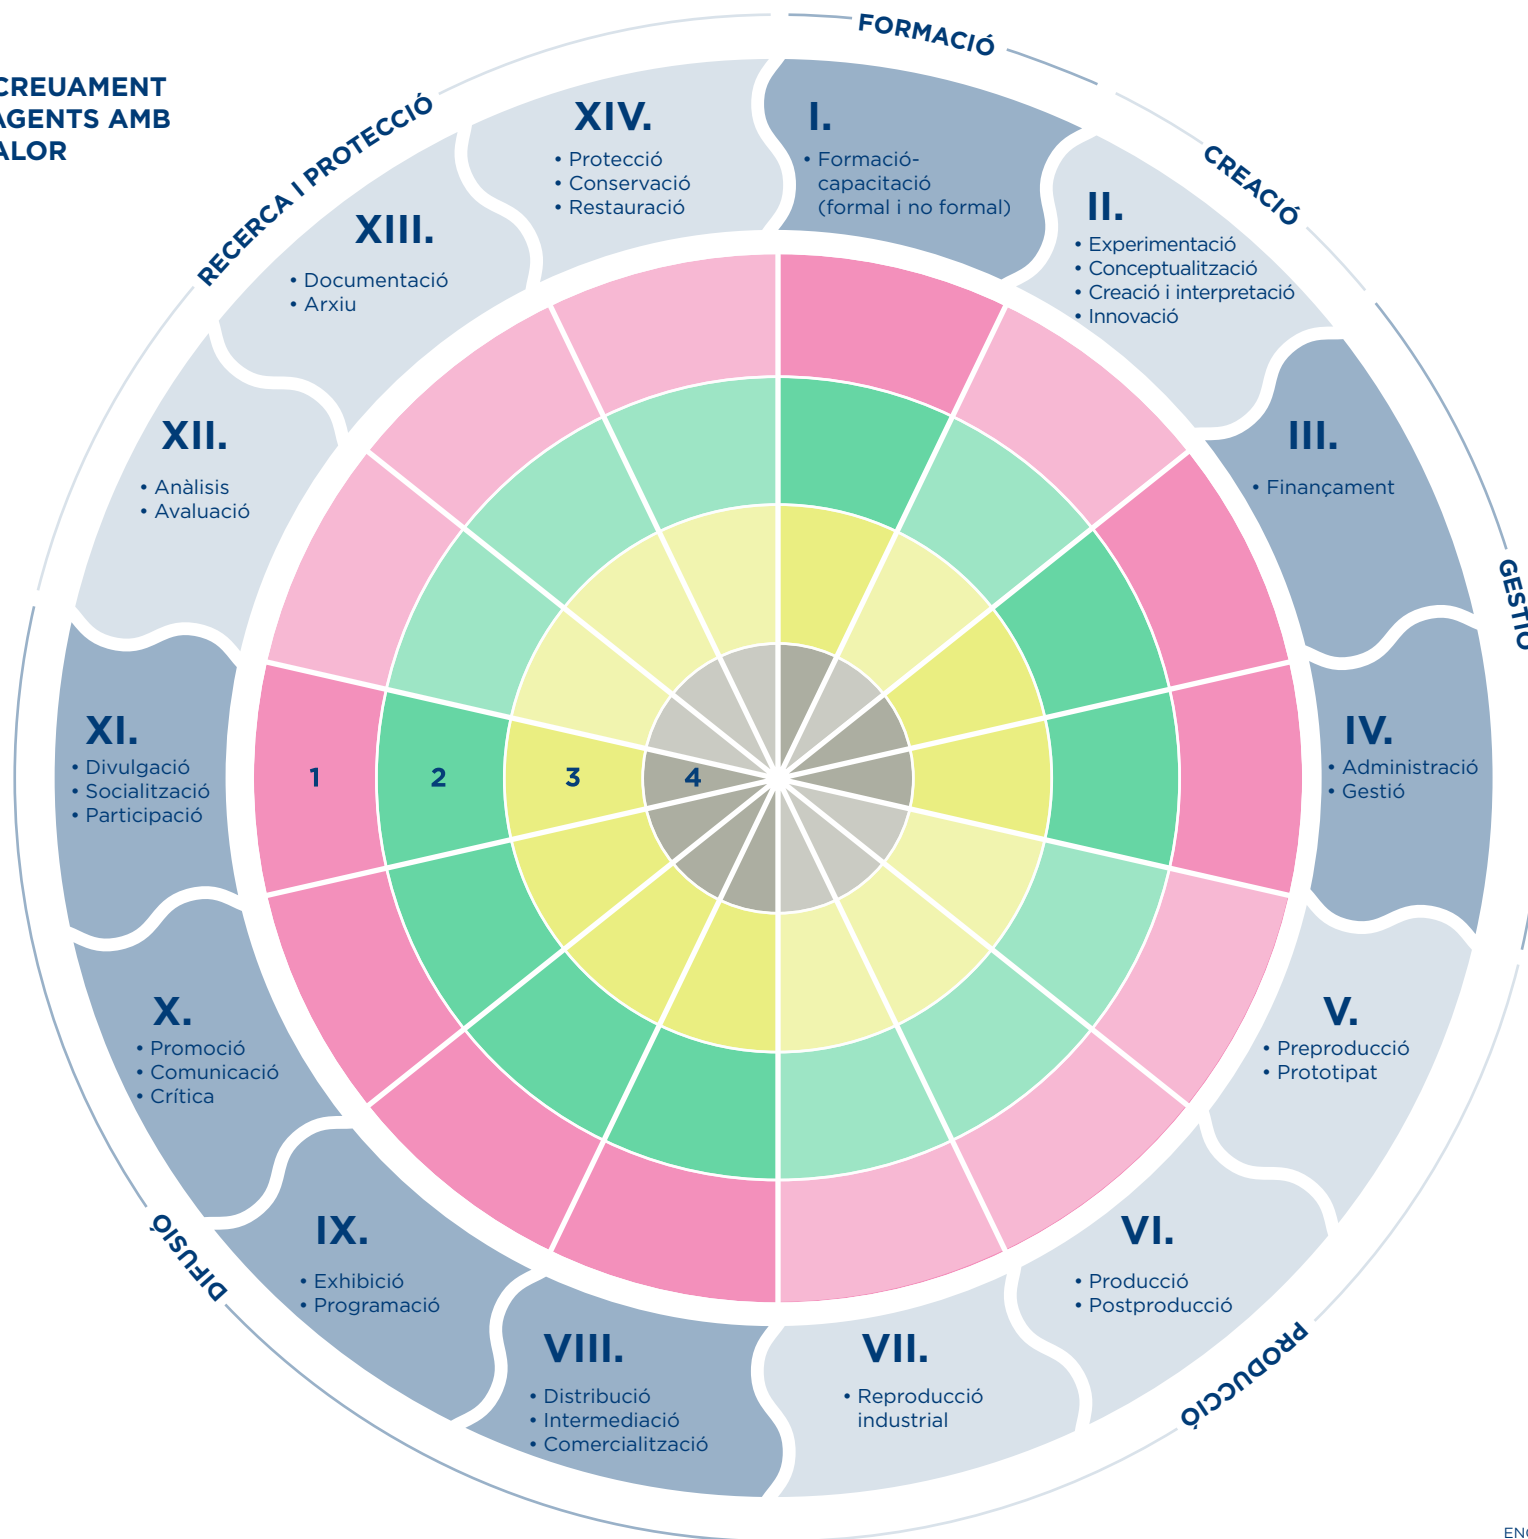 CREUAMENT
AGENTS AMB
ALOR
FORMACIÓ
CREACIÓ
GESTIÓ
PRODUCCIÓ
DIFUSIÓ
RECERCA I PROTECCIÓ
I.
• Formació-
capacitació
(formal i no formal)
II.
• Experimentació
• Conceptualització
• Creació i interpretació
• Innovació
III.
• Finançament
IV.
• Administració
• Gestió
V.
• Preproducció
• Prototipat
VI.
• Producció
• Postproducció
VII.
• Reproducció
industrial
VIII.
• Distribució
• Intermediació
• Comercialització
IX.
• Exhibició
• Programació
X.
• Promoció
• Comunicació
• Crítica
XI.
• Divulgació
• Socialització
• Participació
XII.
• Anàlisis
• Avaluació
XIII.
• Documentació
• Arxiu
XIV.
• Protecció
• Conservació
• Restauració
1 2 3 4